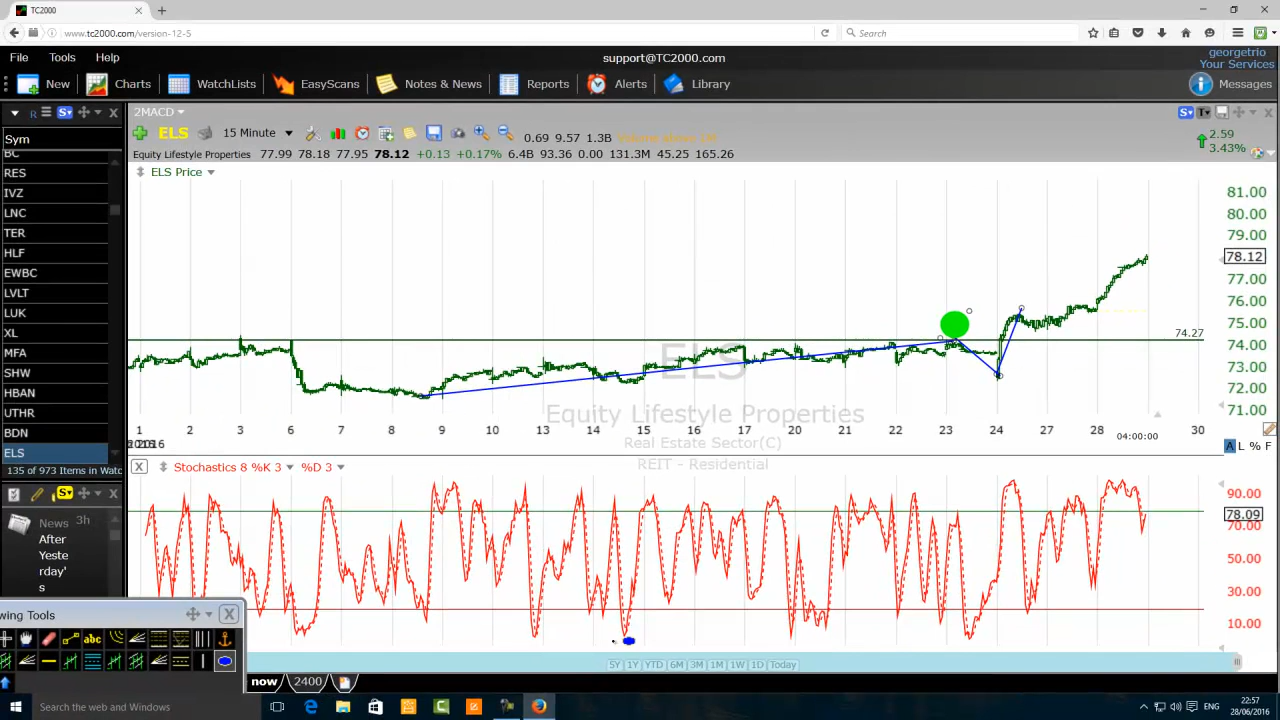 TC2000
www.tc2000.com/version-12-5
Search
File Tools Help
support@TC2000.com
georgetrio
Your Services
New Charts WatchLists EasyScans Notes & News Reports Alerts Library Messages
2MACD
ELS 15 Minute 0.69 9.57 1.3B
2.59
3.43%
Equity Lifestyle Properties 77.99 78.18 77.95 78.12 +0.13 +0.17% 6.4B 93.36 0.00 131.3M 45.25 165.26
ELS Price
Sym
BC
RES
IVZ
LNC
TER
HLF
EWBC
LVLT
LUK
XL
MFA
SHW
HBAN
UTHR
BDN
ELS
135 of 973 Items in Watc
News 3h
After
Yeste
rday'
s
81.00
80.00
79.00
78.12
77.00
76.00
75.00
74.27
74.00
73.00
72.00
71.00
ELS
Equity Lifestyle Properties
Real Estate Sector(C)
REIT - Residential
1 2 3 6 7 8 9 10 13 14 15 16 17 20 21 22 23 24 27 28 04:00:00 30
A L % F
Stochastics 8 %K 3 %D 3
90.00
78.09
70.00
50.00
30.00
10.00
wing Tools
abc
5Y 1Y YTD 6M 3M 1M 1W 1D Today
now 2400
Search the web and Windows
ENG
22:57
28/06/2016